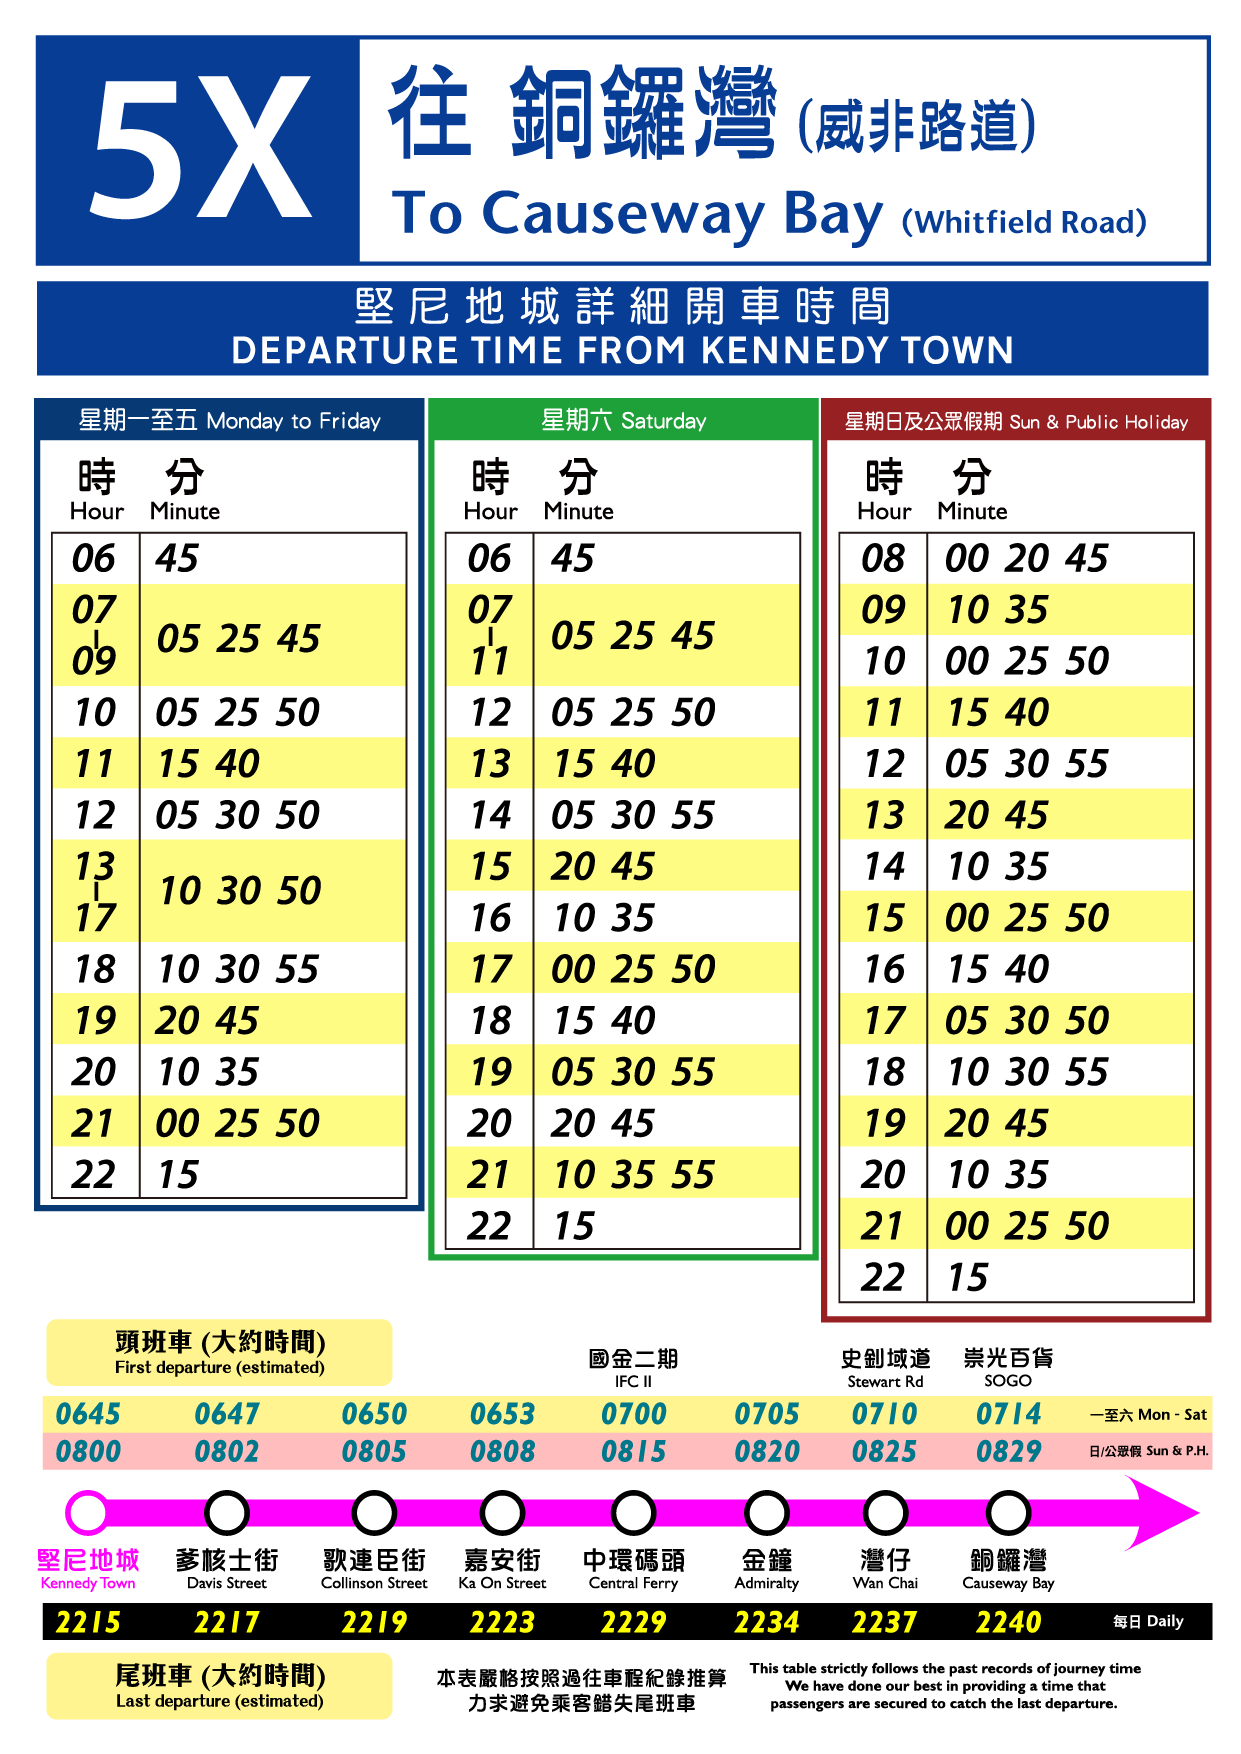 5X
往 銅鑼灣 (威非路道)
To Causeway Bay (Whitfield Road)
堅尼地城詳細開車時間
DEPARTURE TIME FROM KENNEDY TOWN
星期一至五 Monday to Friday
時 分
Hour Minute
06 45
07
|
09
05 25 45
10 05 25 50
11 15 40
12 05 30 50
13
|
17
10 30 50
18 10 30 55
19 20 45
20 10 35
21 00 25 50
22 15
星期六 Saturday
時 分
Hour Minute
06 45
07
|
11
05 25 45
12 05 25 50
13 15 40
14 05 30 55
15 20 45
16 10 35
17 00 25 50
18 15 40
19 05 30 55
20 20 45
21 10 35 55
22 15
星期日及公眾假期 Sun & Public Holiday
時 分
Hour Minute
08 00 20 45
09 10 35
10 00 25 50
11 15 40
12 05 30 55
13 20 45
14 10 35
15 00 25 50
16 15 40
17 05 30 50
18 10 30 55
19 20 45
20 10 35
21 00 25 50
22 15
頭班車 (大約時間)
First departure (estimated)
國金二期 史釗域道 崇光百貨
IFC II Stewart Rd SOGO
0645 0647 0650 0653 0700 0705 0710 0714 一至六 Mon - Sat
0800 0802 0805 0808 0815 0820 0825 0829 日/公眾假 Sun & P.H.
堅尼地城 爹核士街 歌連臣街 嘉安街 中環碼頭 金鐘 灣仔 銅鑼灣
Kennedy Town Davis Street Collinson Street Ka On Street Central Ferry Admiralty Wan Chai Causeway Bay
2215 2217 2219 2223 2229 2234 2237 2240 每日 Daily
尾班車 (大約時間)
Last departure (estimated)
本表嚴格按照過往車程紀錄推算
力求避免乘客錯失尾班車
This table strictly follows the past records of journey time
We have done our best in providing a time that
passengers are secured to catch the last departure.